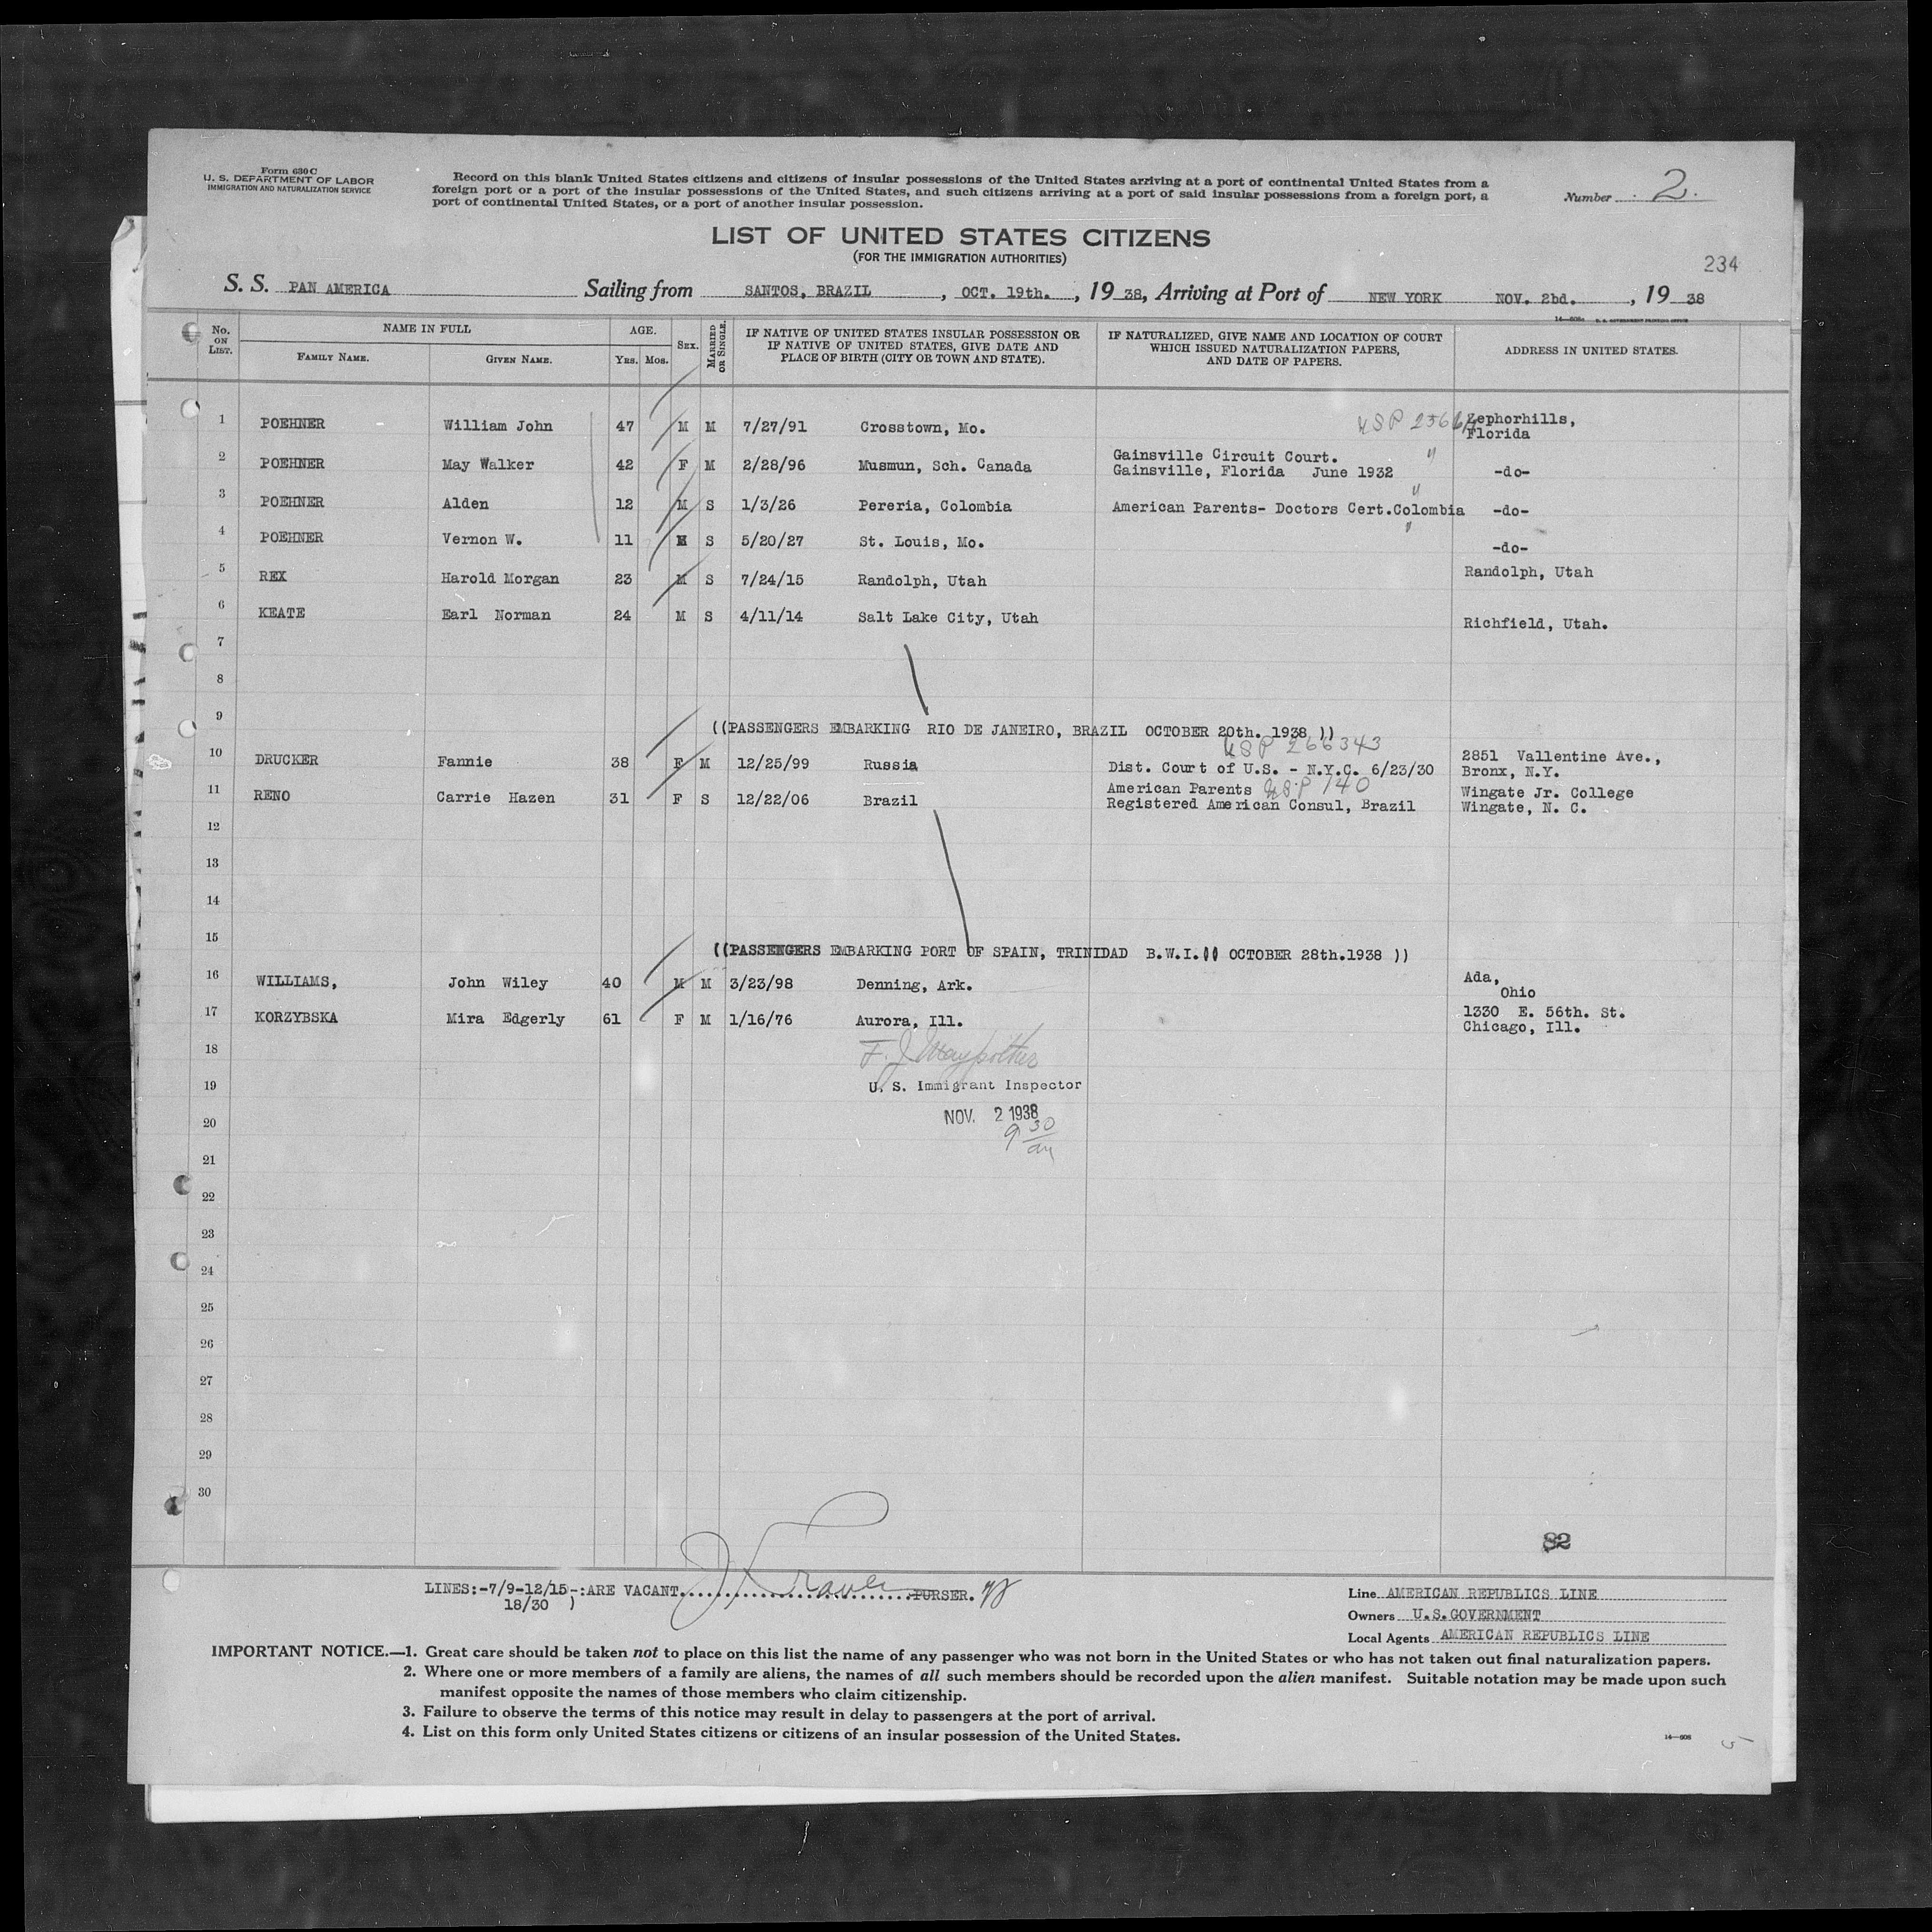 Form 630 C
U. S. DEPARTMENT OF LABOR
IMMIGRATION AND NATURALIZATION SERVICE
Record on this blank United States citizens and citizens of insular possessions of the United States arriving at a port of continental United States from a
foreign port or a port of the insular possessions of the United States, and such citizens arriving at a port of said insular possessions from a foreign port, a
port of continental United States, or a port of another insular possession.
Number 2.
LIST OF UNITED STATES CITIZENS
(FOR THE IMMIGRATION AUTHORITIES)
234
S. S. PAN AMERICA Sailing from SANTOS, BRAZIL , OCT. 19th. , 19 38, Arriving at Port of NEW YORK NOV. 2bd. , 19 38
No. ON LIST. NAME IN FULL FAMILY NAME. GIVEN NAME. AGE. YRS. MOS. SEX. MARRIED OR SINGLE. IF NATIVE OF UNITED STATES INSULAR POSSESSION OR IF NATIVE OF UNITED STATES, GIVE DATE AND PLACE OF BIRTH (CITY OR TOWN AND STATE). IF NATURALIZED, GIVE NAME AND LOCATION OF COURT WHICH ISSUED NATURALIZATION PAPERS, AND DATE OF PAPERS. ADDRESS IN UNITED STATES.
1 POEHNER William John 47 M M 7/27/91 Crosstown, Mo. USP Zephorhills,
Florida
2 POEHNER May Walker 42 F M 2/28/96 Musmun, Sch. Canada Gainsville Circuit Court. "
Gainsville, Florida June 1932 -do-
3 POEHNER Alden 12 M S 1/3/26 Pereria, Colombia American Parents- Doctors Cert.Colombia " -do-
4 POEHNER Vernon W. 11 M S 5/20/27 St. Louis, Mo. " -do-
5 REX Harold Morgan 23 M S 7/24/15 Randolph, Utah Randolph, Utah
6 KEATE Earl Norman 24 M S 4/11/14 Salt Lake City, Utah Richfield, Utah.
7
8
9 ((PASSENGERS EMBARKING RIO DE JANEIRO, BRAZIL OCTOBER 20th. 1938 ))
USP 266343
10 DRUCKER Fannie 38 F M 12/25/99 Russia Dist. Court of U.S. - N.Y.C. 6/23/30 2851 Vallentine Ave.,
Bronx, N.Y.
11 RENO Carrie Hazen 31 F S 12/22/06 Brazil American Parents USP 140 Wingate Jr. College
Registered American Consul, Brazil Wingate, N. C.
12
13
14
15 ((PASSENGERS EMBARKING PORT OF SPAIN, TRINIDAD B.W.I. OCTOBER 28th.1938 ))
16 WILLIAMS, John Wiley 40 M M 3/23/98 Denning, Ark. Ada,
Ohio
17 KORZYBSKA Mira Edgerly 61 F M 1/16/76 Aurora, Ill. 1330 E. 56th. St.
Chicago, Ill.
18
19 U. S. Immigrant Inspector
20 NOV. 2 1938
9 30
am
21
22
23
24
25
26
27
28
29
30
82
LINES:-7/9-12/15-:ARE VACANT PURSER.
18/30 )
Line AMERICAN REPUBLICS LINE
Owners U.S.GOVERNMENT
Local Agents AMERICAN REPUBLICS LINE
IMPORTANT NOTICE.—1. Great care should be taken not to place on this list the name of any passenger who was not born in the United States or who has not taken out final naturalization papers.
2. Where one or more members of a family are aliens, the names of all such members should be recorded upon the alien manifest. Suitable notation may be made upon such
manifest opposite the names of those members who claim citizenship.
3. Failure to observe the terms of this notice may result in delay to passengers at the port of arrival.
4. List on this form only United States citizens or citizens of an insular possession of the United States.
14—608
5